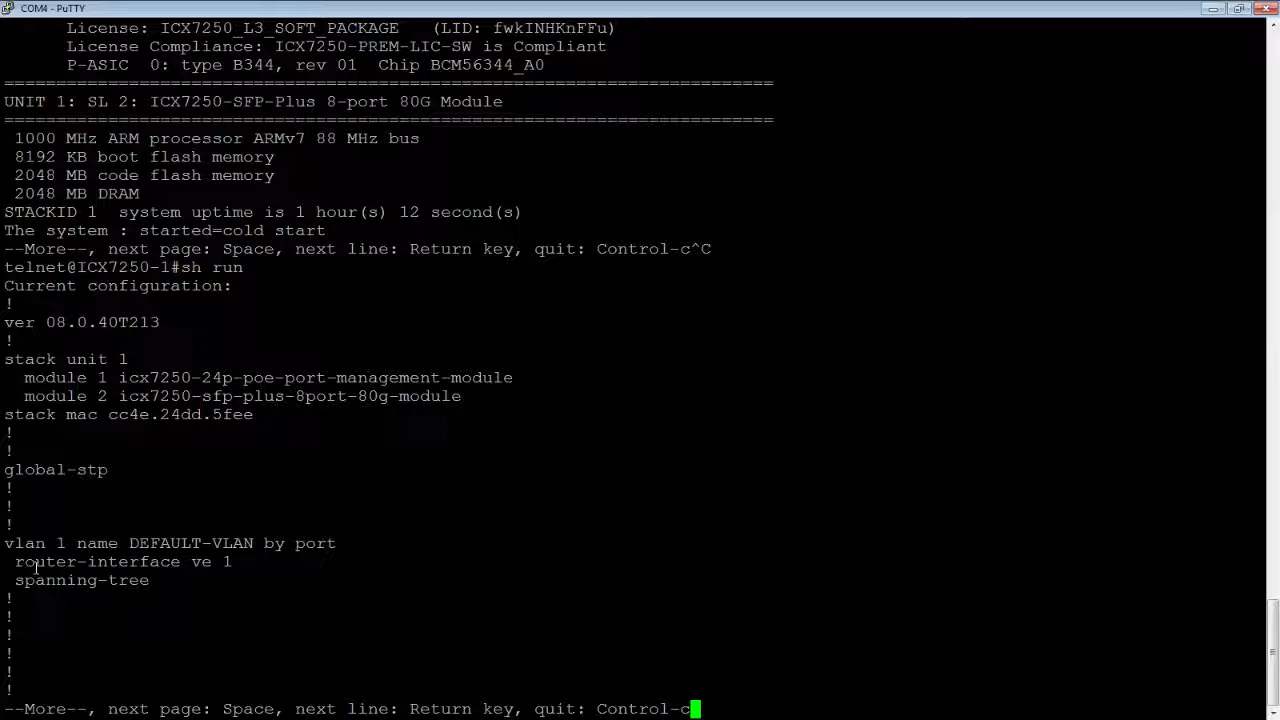 COM4 - PuTTY
License: ICX7250_L3_SOFT_PACKAGE   (LID: fwkINHKnFFu)
License Compliance: ICX7250-PREM-LIC-SW is Compliant
P-ASIC  0: type B344, rev 01  Chip BCM56344_A0
==========================================================================
UNIT 1: SL 2: ICX7250-SFP-Plus 8-port 80G Module
==========================================================================
1000 MHz ARM processor ARMv7 88 MHz bus
8192 KB boot flash memory
2048 MB code flash memory
2048 MB DRAM
STACKID 1  system uptime is 1 hour(s) 12 second(s)
The system : started=cold start
--More--, next page: Space, next line: Return key, quit: Control-c^C
telnet@ICX7250-1#sh run
Current configuration:
!
ver 08.0.40T213
!
stack unit 1
module 1 icx7250-24p-poe-port-management-module
module 2 icx7250-sfp-plus-8port-80g-module
stack mac cc4e.24dd.5fee
!
!
global-stp
!
!
!
vlan 1 name DEFAULT-VLAN by port
router-interface ve 1
spanning-tree
!
!
!
!
!
!
--More--, next page: Space, next line: Return key, quit: Control-c